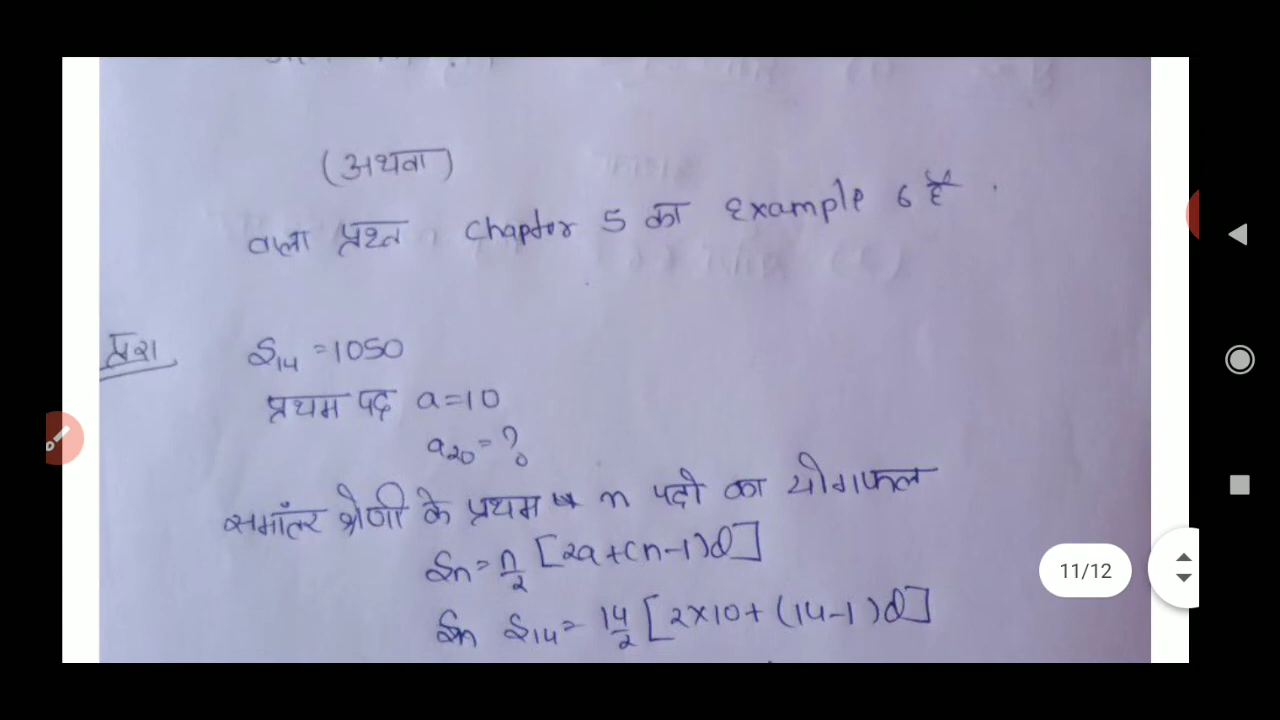 (अथवा)
वाला प्रश्न Chapter 5 का Example 6 है .
S₁₄ = 1050
प्रथम पद a = 10
a₂₀ = ?
समाँतर श्रेणी के प्रथम n पदो का योगफल
Sn = n/2 [2a + (n-1)d]
Sn S₁₄ = 14/2 [2×10 + (14-1)d]
11/12